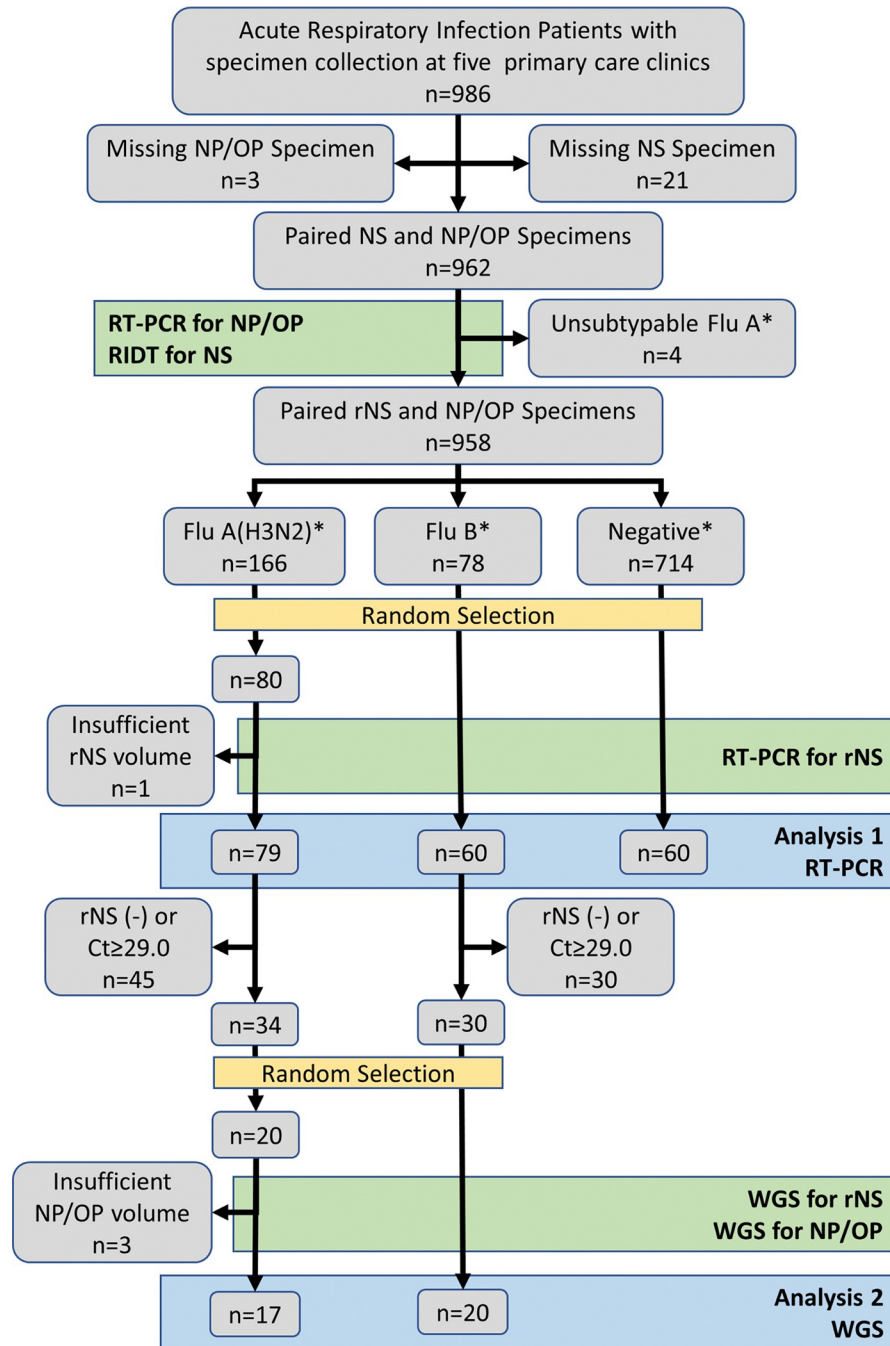 Acute Respiratory Infection Patients with
specimen collection at five primary care clinics
n=986
Missing NP/OP Specimen
n=3
Missing NS Specimen
n=21
Paired NS and NP/OP Specimens
n=962
RT-PCR for NP/OP
RIDT for NS
Unsubtypable Flu A*
n=4
Paired rNS and NP/OP Specimens
n=958
Flu A(H3N2)*
n=166
Flu B*
n=78
Negative*
n=714
Random Selection
n=80
Insufficient
rNS volume
n=1
RT-PCR for rNS
n=79
n=60
n=60
Analysis 1
RT-PCR
rNS (-) or
Ct≥29.0
n=45
rNS (-) or
Ct≥29.0
n=30
n=34
n=30
Random Selection
n=20
Insufficient
NP/OP volume
n=3
WGS for rNS
WGS for NP/OP
n=17
n=20
Analysis 2
WGS